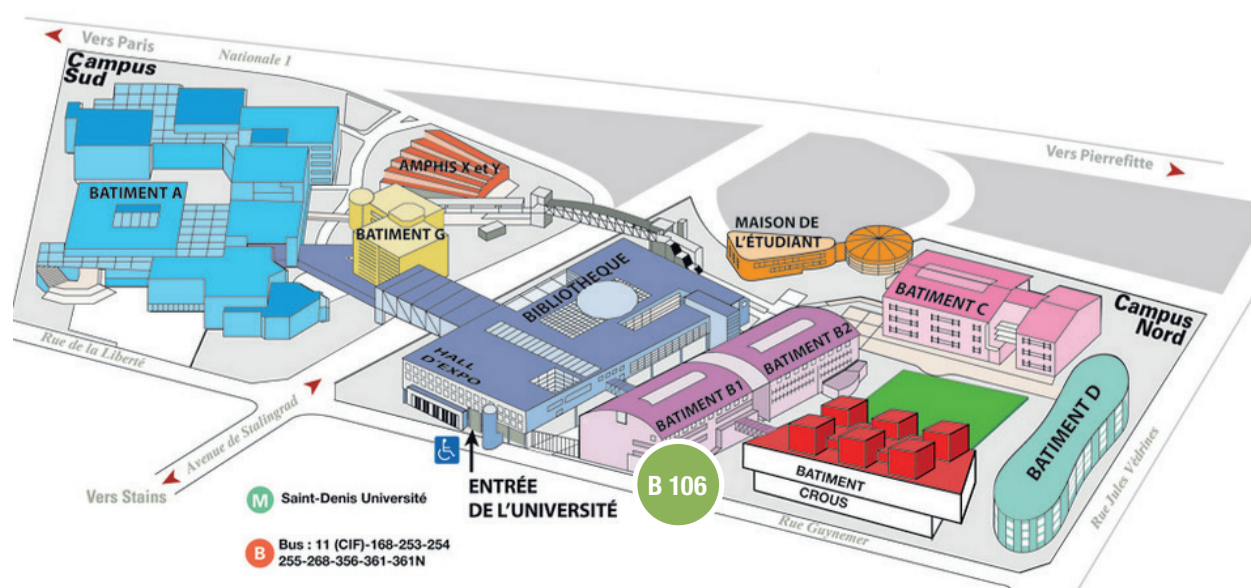 Vers Paris
Nationale 1
Campus
Sud
Vers Pierrefitte
AMPHIS X et Y
BATIMENT A
BATIMENT G
MAISON DE
L'ÉTUDIANT
BIBLIOTHEQUE
BATIMENT C
Campus
Nord
Rue de la Liberté
HALL
D'EXPO
BATIMENT B2
BATIMENT B1
BATIMENT D
Avenue de Stalingrad
BATIMENT
CROUS
Rue Jules Védrines
Vers Stains
ENTRÉE
DE L'UNIVERSITÉ
B 106
Rue Guynemer
M Saint-Denis Université
B Bus : 11 (CIF)-168-253-254
255-268-356-361-361N